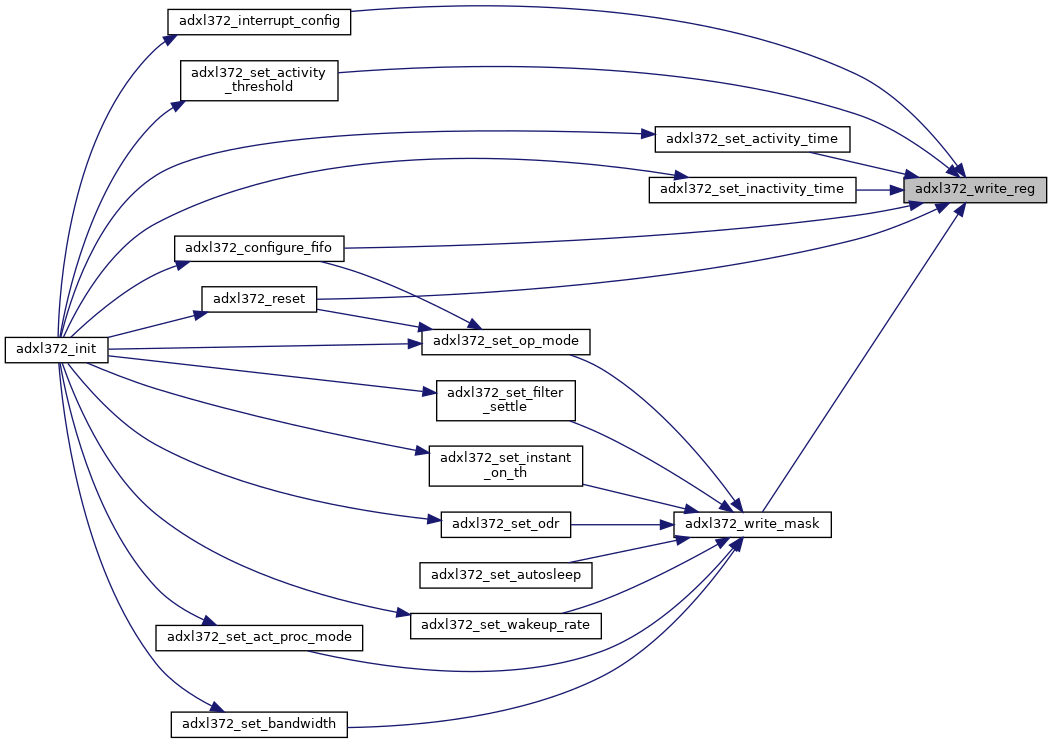 adxl372_interrupt_config
adxl372_set_activity
_threshold
adxl372_set_activity_time
adxl372_set_inactivity_time
adxl372_write_reg
adxl372_configure_fifo
adxl372_reset
adxl372_set_op_mode
adxl372_init
adxl372_set_filter
_settle
adxl372_set_instant
_on_th
adxl372_set_odr
adxl372_write_mask
adxl372_set_autosleep
adxl372_set_wakeup_rate
adxl372_set_act_proc_mode
adxl372_set_bandwidth